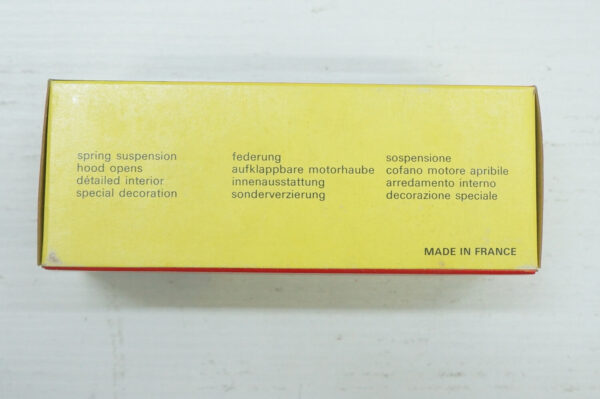 spring suspension
hood opens
détailed interior
special decoration
federung
aufklappbare motorhaube
innenausstattung
sonderverzierung
sospensione
cofano motore apribile
arredamento interno
decorazione speciale
MADE IN FRANCE